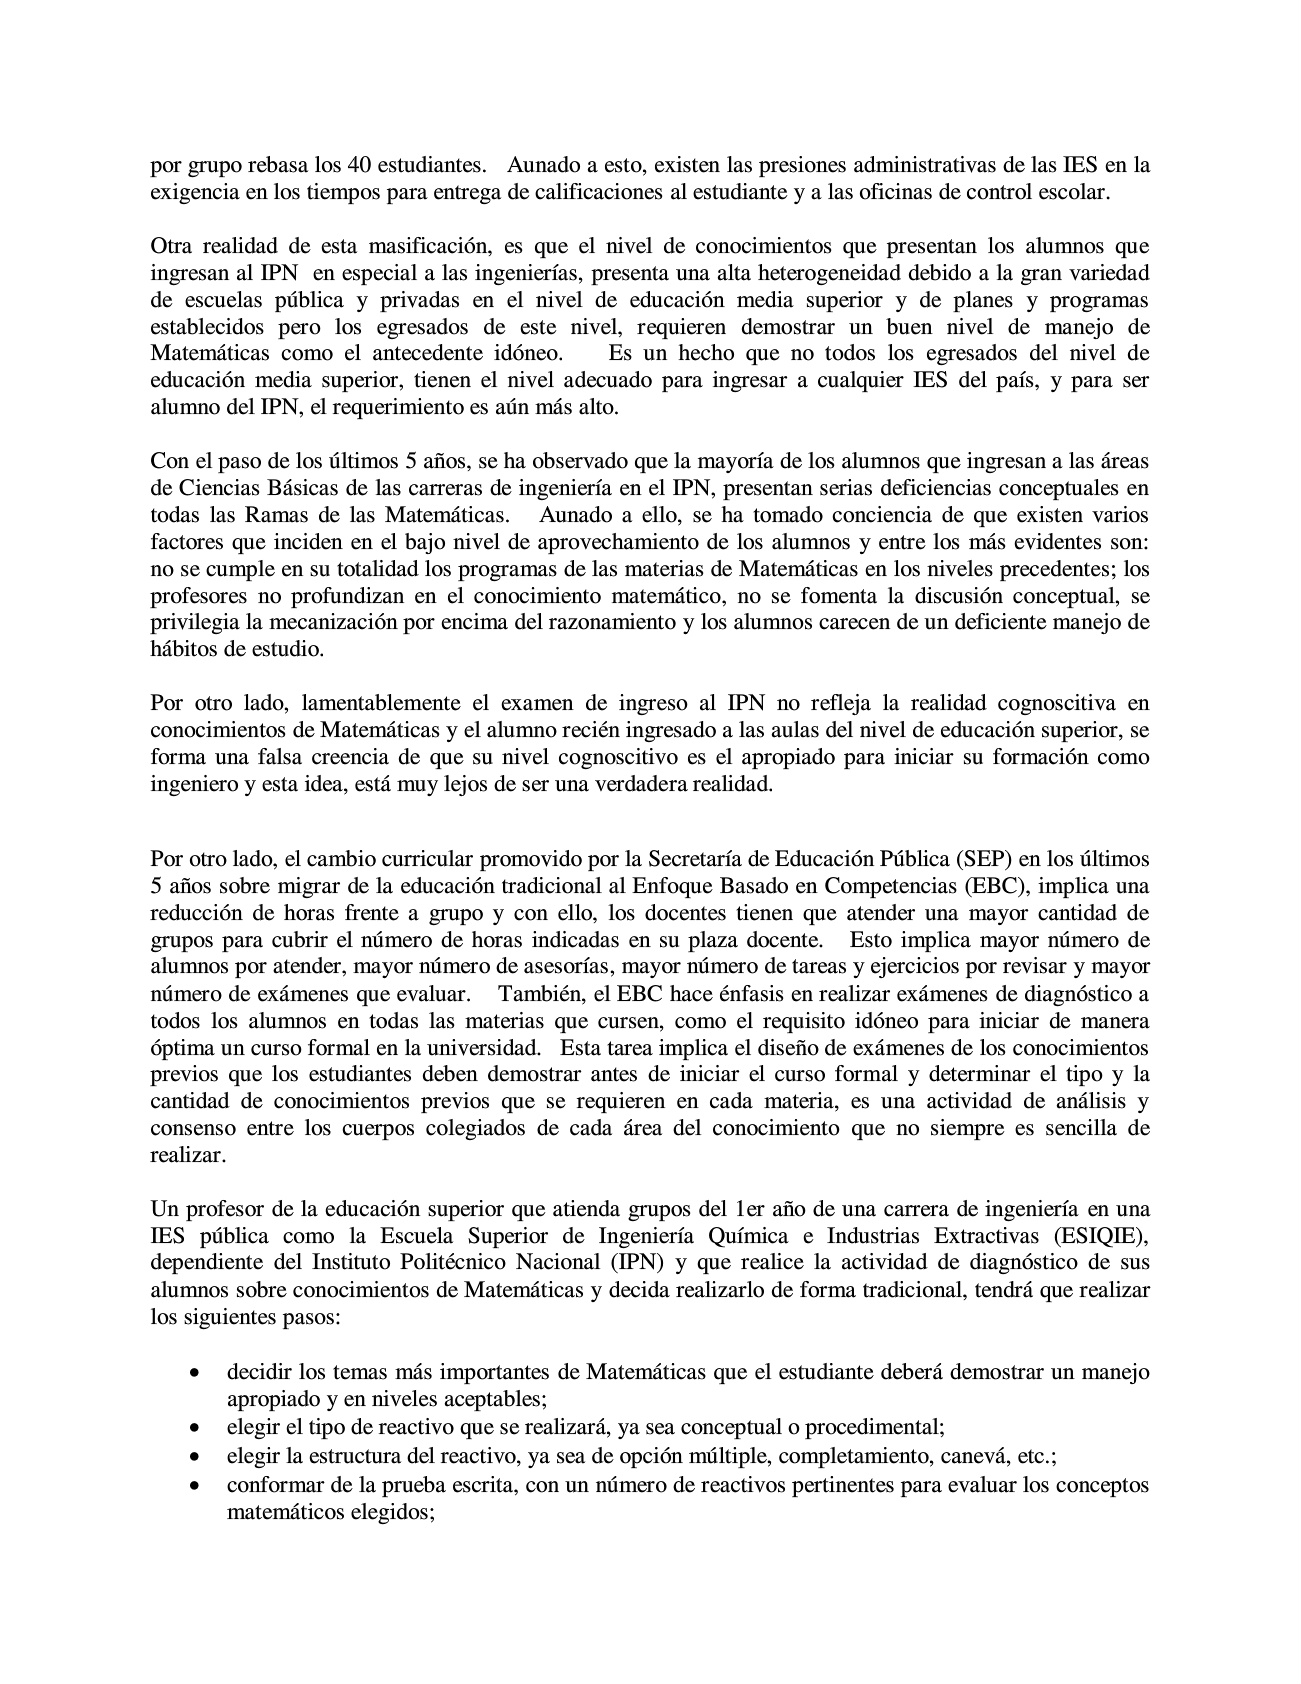 por grupo rebasa los 40 estudiantes.   Aunado a esto, existen las presiones administrativas de las IES en la
exigencia en los tiempos para entrega de calificaciones al estudiante y a las oficinas de control escolar.
Otra realidad de esta masificación, es que el nivel de conocimientos que presentan los alumnos que
ingresan al IPN  en especial a las ingenierías, presenta una alta heterogeneidad debido a la gran variedad
de escuelas pública y privadas en el nivel de educación media superior y de planes y programas
establecidos pero los egresados de este nivel, requieren demostrar un buen nivel de manejo de
Matemáticas como el antecedente idóneo.    Es un hecho que no todos los egresados del nivel de
educación media superior, tienen el nivel adecuado para ingresar a cualquier IES del país, y para ser
alumno del IPN, el requerimiento es aún más alto.
Con el paso de los últimos 5 años, se ha observado que la mayoría de los alumnos que ingresan a las áreas
de Ciencias Básicas de las carreras de ingeniería en el IPN, presentan serias deficiencias conceptuales en
todas las Ramas de las Matemáticas.   Aunado a ello, se ha tomado conciencia de que existen varios
factores que inciden en el bajo nivel de aprovechamiento de los alumnos y entre los más evidentes son:
no se cumple en su totalidad los programas de las materias de Matemáticas en los niveles precedentes; los
profesores no profundizan en el conocimiento matemático, no se fomenta la discusión conceptual, se
privilegia la mecanización por encima del razonamiento y los alumnos carecen de un deficiente manejo de
hábitos de estudio.
Por otro lado, lamentablemente el examen de ingreso al IPN no refleja la realidad cognoscitiva en
conocimientos de Matemáticas y el alumno recién ingresado a las aulas del nivel de educación superior, se
forma una falsa creencia de que su nivel cognoscitivo es el apropiado para iniciar su formación como
ingeniero y esta idea, está muy lejos de ser una verdadera realidad.
Por otro lado, el cambio curricular promovido por la Secretaría de Educación Pública (SEP) en los últimos
5 años sobre migrar de la educación tradicional al Enfoque Basado en Competencias (EBC), implica una
reducción de horas frente a grupo y con ello, los docentes tienen que atender una mayor cantidad de
grupos para cubrir el número de horas indicadas en su plaza docente.   Esto implica mayor número de
alumnos por atender, mayor número de asesorías, mayor número de tareas y ejercicios por revisar y mayor
número de exámenes que evaluar.    También, el EBC hace énfasis en realizar exámenes de diagnóstico a
todos los alumnos en todas las materias que cursen, como el requisito idóneo para iniciar de manera
óptima un curso formal en la universidad.   Esta tarea implica el diseño de exámenes de los conocimientos
previos que los estudiantes deben demostrar antes de iniciar el curso formal y determinar el tipo y la
cantidad de conocimientos previos que se requieren en cada materia, es una actividad de análisis y
consenso entre los cuerpos colegiados de cada área del conocimiento que no siempre es sencilla de
realizar.
Un profesor de la educación superior que atienda grupos del 1er año de una carrera de ingeniería en una
IES pública como la Escuela Superior de Ingeniería Química e Industrias Extractivas (ESIQIE),
dependiente del Instituto Politécnico Nacional (IPN) y que realice la actividad de diagnóstico de sus
alumnos sobre conocimientos de Matemáticas y decida realizarlo de forma tradicional, tendrá que realizar
los siguientes pasos:
• decidir los temas más importantes de Matemáticas que el estudiante deberá demostrar un manejo
apropiado y en niveles aceptables;
• elegir el tipo de reactivo que se realizará, ya sea conceptual o procedimental;
• elegir la estructura del reactivo, ya sea de opción múltiple, completamiento, canevá, etc.;
• conformar de la prueba escrita, con un número de reactivos pertinentes para evaluar los conceptos
matemáticos elegidos;